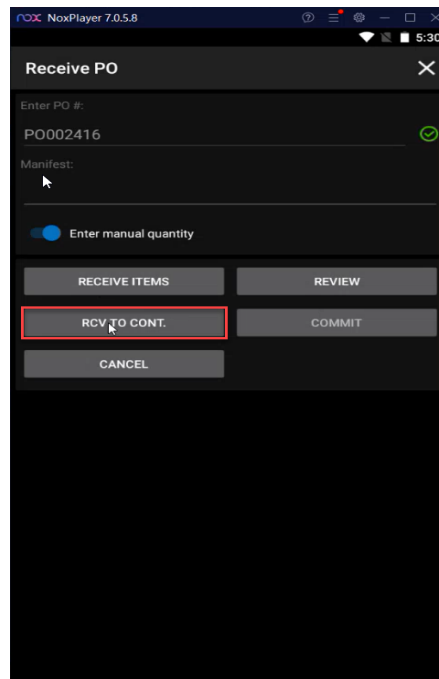 nox NoxPlayer 7.0.5.8
5:30
Receive PO
Enter PO #:
PO002416
Manifest:
Enter manual quantity
RECEIVE ITEMS REVIEW
RCV TO CONT. COMMIT
CANCEL